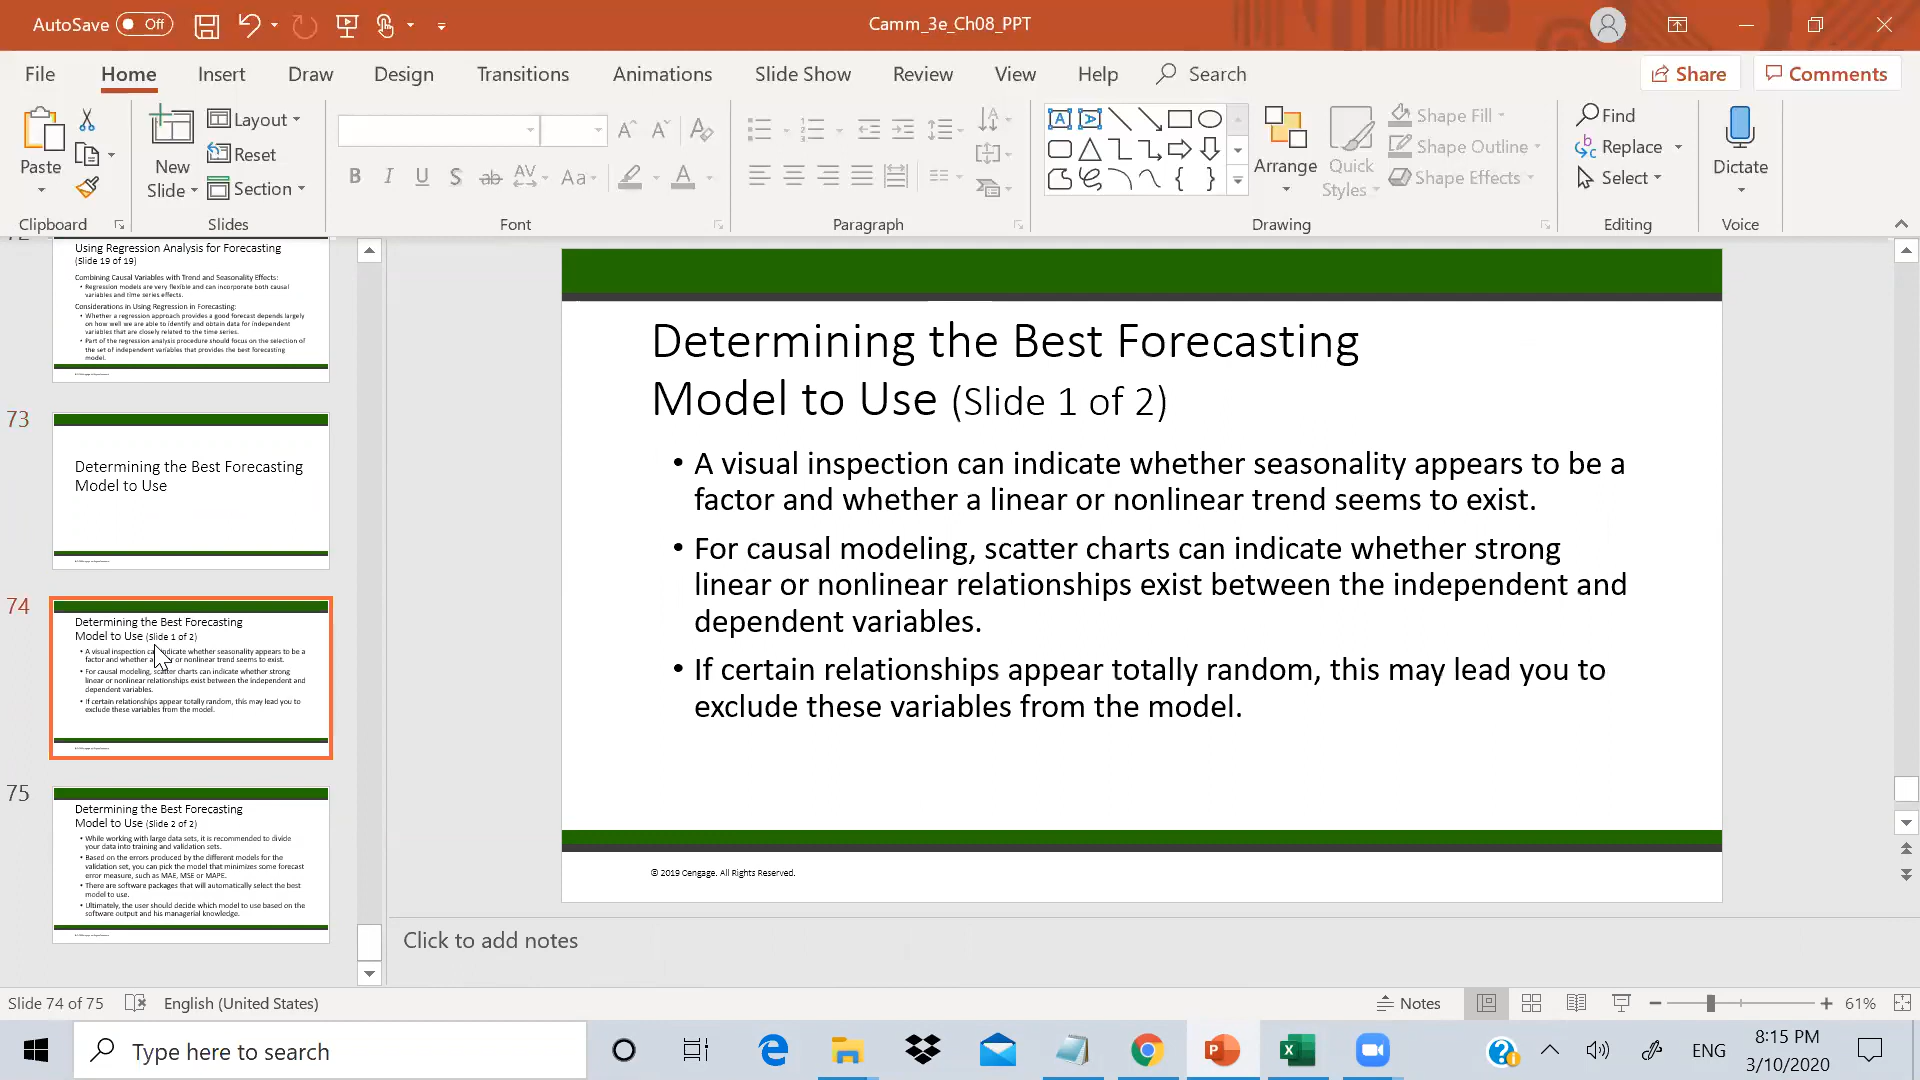 AutoSave Off
Camm_3e_Ch08_PPT
File Home Insert Draw Design Transitions Animations Slide Show Review View Help Search Share Comments
Paste
Clipboard
New
Slide
Layout
Reset
Section
Slides
B I U S ab AV Aa A
Font
Paragraph
Arrange
Quick
Styles
Shape Fill
Shape Outline
Shape Effects
Drawing
Find
Replace
Select
Editing
Dictate
Voice
Using Regression Analysis for Forecasting
(Slide 19 of 19)
Combining Causal Variables with Trend and Seasonality Effects:
• Regression models are very flexible and can incorporate both causal
variables and time series effects.
Considerations in Using Regression in Forecasting:
• Whether a regression approach provides a good forecast depends largely
on how well we are able to identify and obtain data for independent
variables that are closely related to the time series.
• Part of the regression analysis procedure should focus on the selection of
the set of independent variables that provides the best forecasting
model.
73
Determining the Best Forecasting
Model to Use
74
Determining the Best Forecasting
Model to Use (Slide 1 of 2)
• A visual inspection can indicate whether seasonality appears to be a
factor and whether a or nonlinear trend seems to exist.
• For causal modeling, scatter charts can indicate whether strong
linear or nonlinear relationships exist between the independent and
dependent variables.
• If certain relationships appear totally random, this may lead you to
exclude these variables from the model.
75
Determining the Best Forecasting
Model to Use (Slide 2 of 2)
• While working with large data sets, it is recommended to divide
your data into training and validation sets.
• Based on the errors produced by the different models for the
validation set, you can pick the model that minimizes some forecast
error measure, such as MAE, MSE or MAPE.
• There are software packages that will automatically select the best
model to use.
• Ultimately, the user should decide which model to use based on the
software output and his managerial knowledge.
Determining the Best Forecasting
Model to Use (Slide 1 of 2)
• A visual inspection can indicate whether seasonality appears to be a
factor and whether a linear or nonlinear trend seems to exist.
• For causal modeling, scatter charts can indicate whether strong
linear or nonlinear relationships exist between the independent and
dependent variables.
• If certain relationships appear totally random, this may lead you to
exclude these variables from the model.
© 2019 Cengage. All Rights Reserved.
Click to add notes
Slide 74 of 75 English (United States) Notes 61%
Type here to search
ENG
8:15 PM
3/10/2020